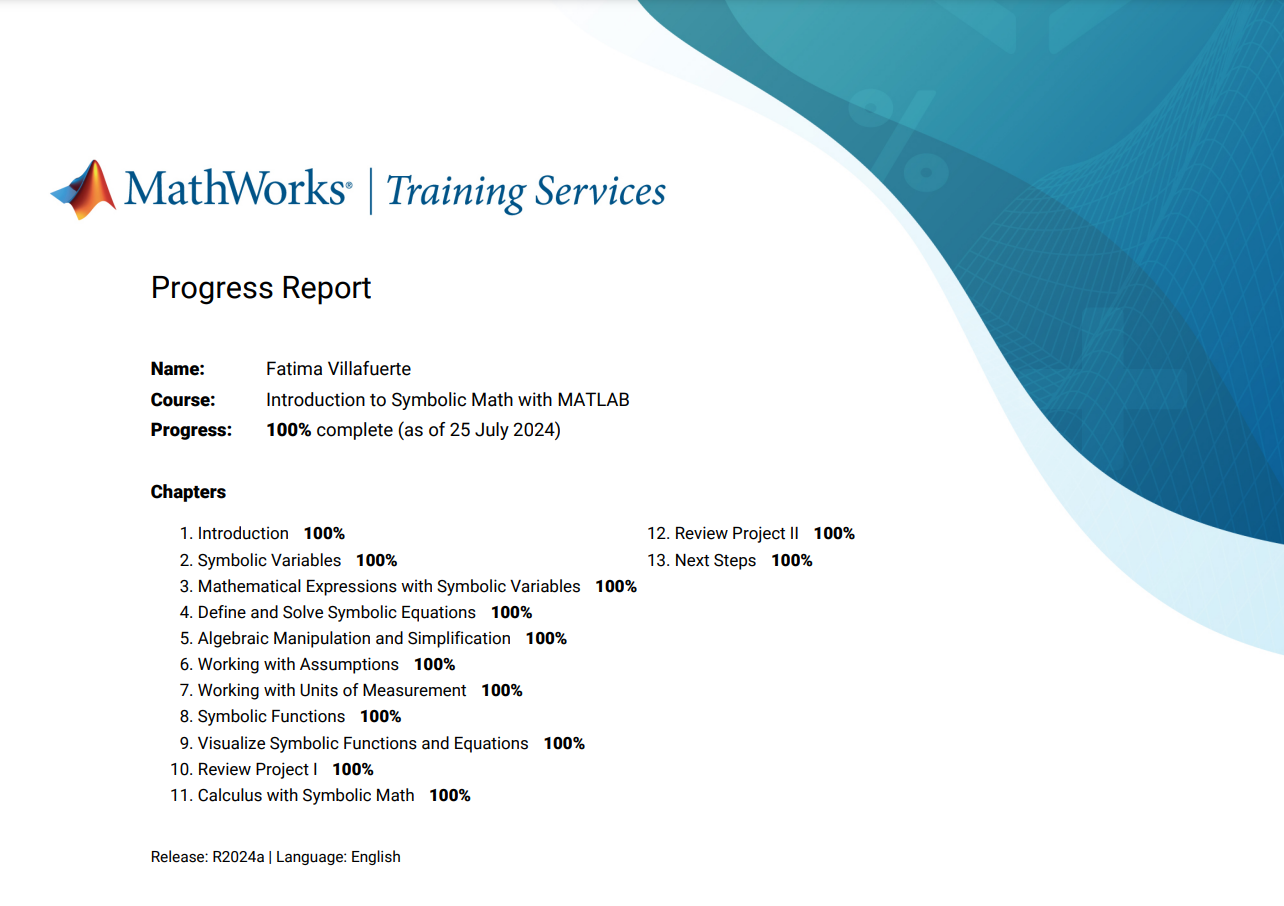 MathWorks® | Training Services
Progress Report
Name: Fatima Villafuerte
Course: Introduction to Symbolic Math with MATLAB
Progress: 100% complete (as of 25 July 2024)
Chapters
1. Introduction 100%
2. Symbolic Variables 100%
3. Mathematical Expressions with Symbolic Variables 100%
4. Define and Solve Symbolic Equations 100%
5. Algebraic Manipulation and Simplification 100%
6. Working with Assumptions 100%
7. Working with Units of Measurement 100%
8. Symbolic Functions 100%
9. Visualize Symbolic Functions and Equations 100%
10. Review Project I 100%
11. Calculus with Symbolic Math 100%
12. Review Project II 100%
13. Next Steps 100%
Release: R2024a | Language: English
%
+